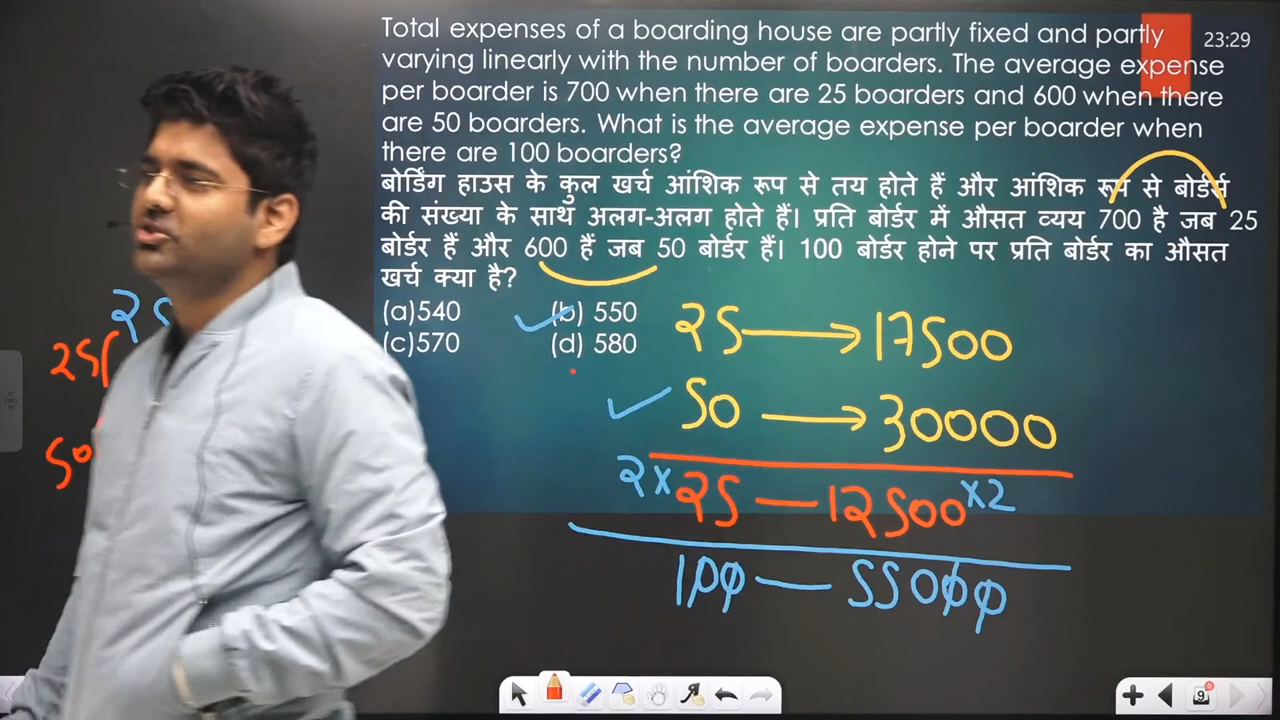 Total expenses of a boarding house are partly fixed and partly
varying linearly with the number of boarders. The average expense
per boarder is 700 when there are 25 boarders and 600 when there
are 50 boarders. What is the average expense per boarder when
there are 100 boarders?
बोर्डिंग हाउस के कुल खर्च आंशिक रूप से तय होते हैं और आंशिक रूप से बोर्डर्स
की संख्या के साथ अलग-अलग होते हैं। प्रति बोर्डर में औसत व्यय 700 है जब 25
बोर्डर हैं और 600 हैं जब 50 बोर्डर हैं। 100 बोर्डर होने पर प्रति बोर्डर का औसत
खर्च क्या है?
(a)540 (b) 550
(c)570 (d) 580
23:29
25 → 17500
50 → 30000
2× 25 — 12500 ×2
100 — 55000
25
25(
50
9